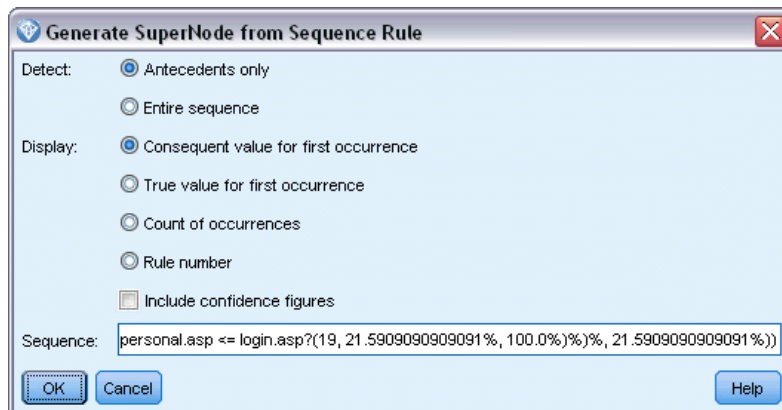 Generate SuperNode from Sequence Rule
Detect: Antecedents only
Entire sequence
Display: Consequent value for first occurrence
True value for first occurrence
Count of occurrences
Rule number
Include confidence figures
Sequence: personal.asp <= login.asp?(19, 21.5909090909091%, 100.0%)%)%, 21.5909090909091%))
OK Cancel Help